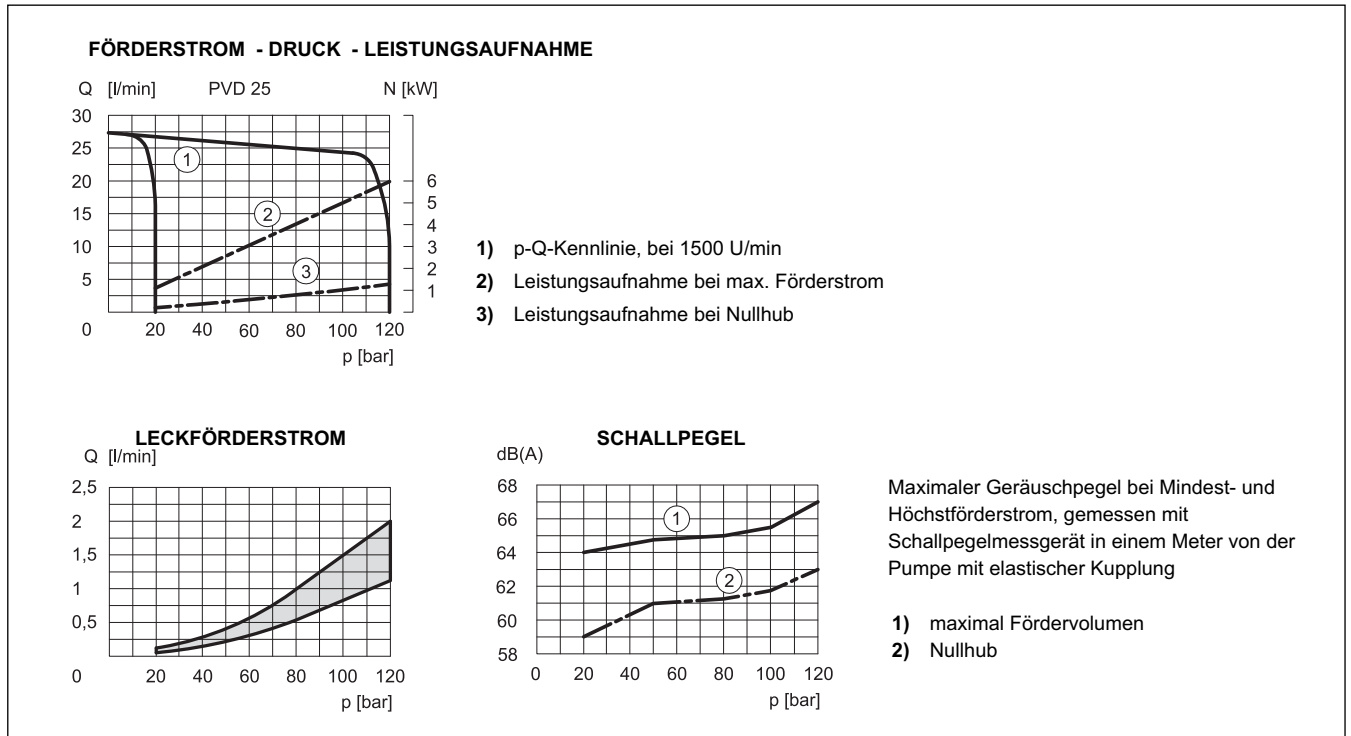 FÖRDERSTROM - DRUCK - LEISTUNGSAUFNAHME
Q [l/min] PVD 25 N [kW]
30
25
20
15
10
5
0
6
5
4
3
2
1
1
2
3
20 40 60 80 100 120
p [bar]
1) p-Q-Kennlinie, bei 1500 U/min
2) Leistungsaufnahme bei max. Förderstrom
3) Leistungsaufnahme bei Nullhub
LECKFÖRDERSTROM
Q [l/min]
2,5
2
1,5
1
0,5
0 20 40 60 80 100 120
p [bar]
SCHALLPEGEL
dB(A)
68
66
64
62
60
58
1
2
0 20 40 60 80 100 120
p [bar]
Maximaler Geräuschpegel bei Mindest- und
Höchstförderstrom, gemessen mit
Schallpegelmessgerät in einem Meter von der
Pumpe mit elastischer Kupplung
1) maximal Fördervolumen
2) Nullhub